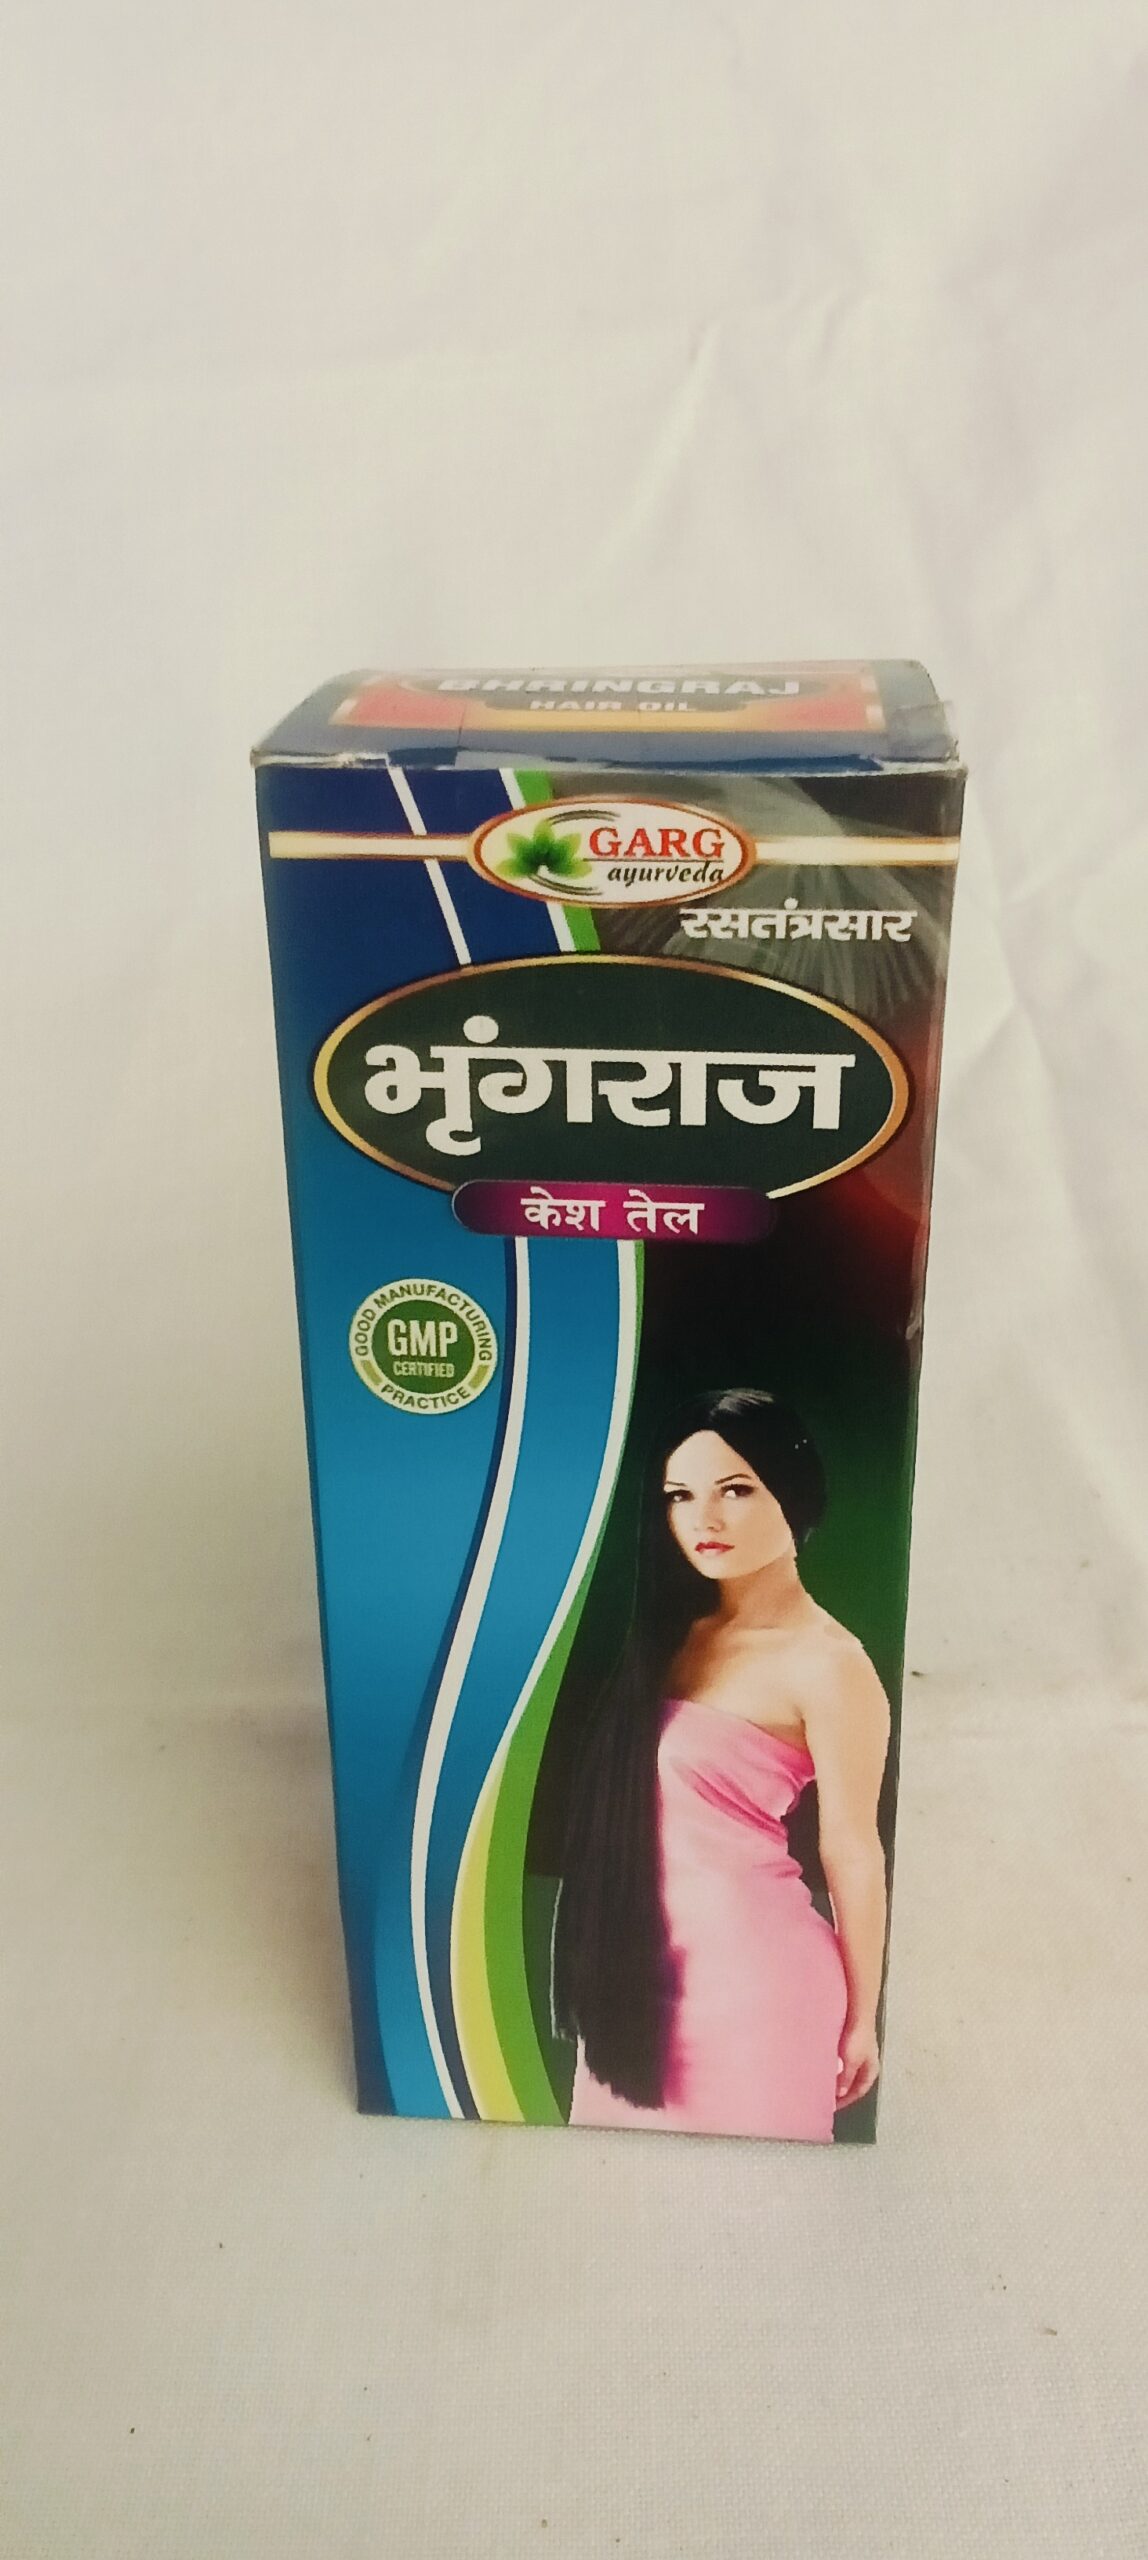 BHRINGRAJ
HAIR OIL
GARG
ayurveda
रसतंत्रसार
भृंगराज
केश तेल
GOOD MANUFACTURING
GMP
CERTIFIED
PRACTICE